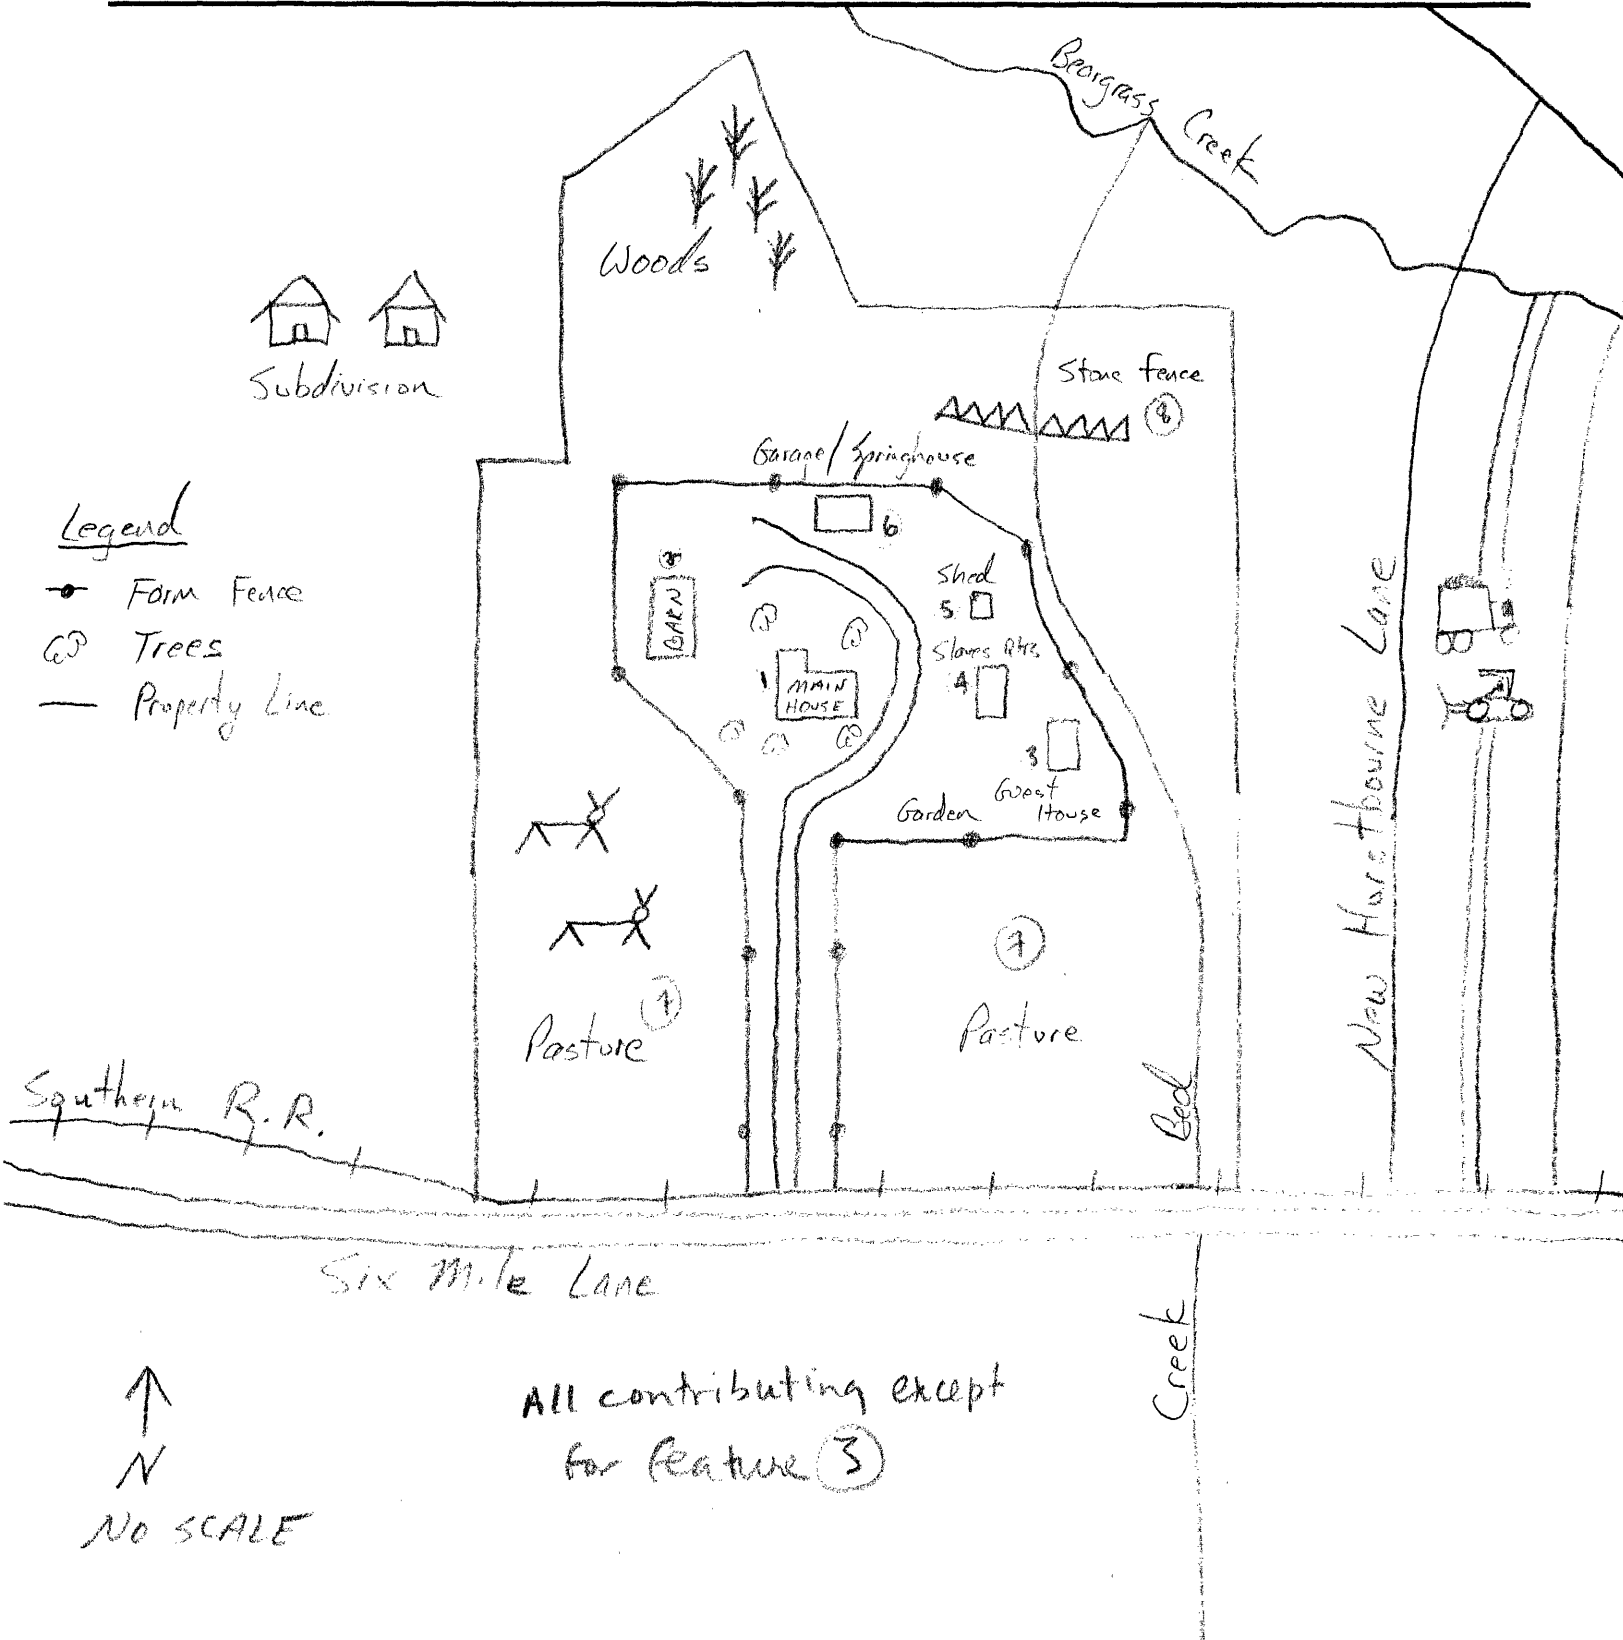 Beargrass
Creek
Woods
Subdivision
Stone Fence
8
Garage/Springhouse
6
Legend
Farm Fence
Trees
Property Line
BARN
Shed
5
Slaves Qtrs
4
1
MAIN
HOUSE
3
Guest
House
Garden
New Hurstbourne Lane
7
Pasture
7
Pasture
Southern R.R.
Bed
Six Mile Lane
Creek
N
NO SCALE
All contributing except
for feature 3